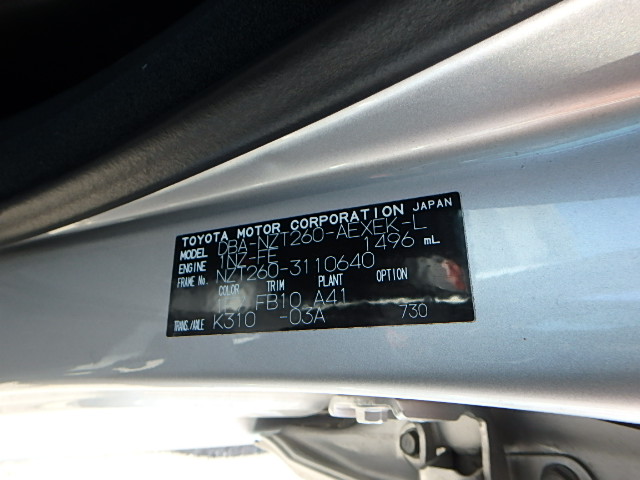 TOYOTA MOTOR CORPORATION JAPAN
MODEL DBA-NZT260-AEXEK-L
ENGINE 1NZ-FE 1496 mL
FRAME No. NZT260-3110640
COLOR TRIM PLANT OPTION
FB10 A41
TRANS./AXLE K310 -03A 730